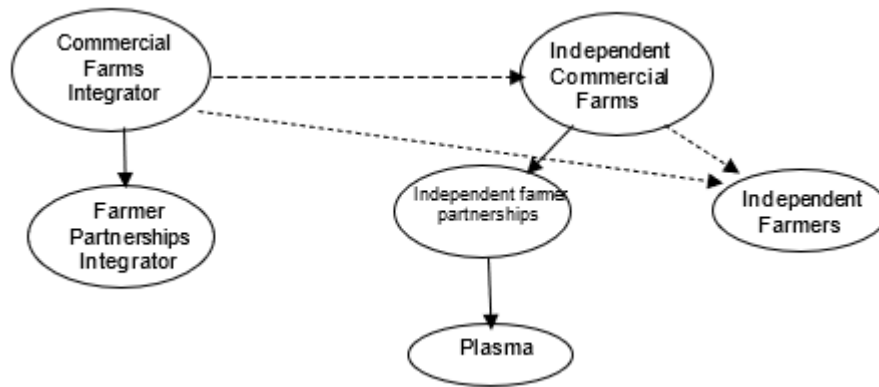 Commercial
Farms
Integrator
Independent
Commercial
Farms
Independent farmer
partnerships
Independent
Farmers
Farmer
Partnerships
Integrator
Plasma